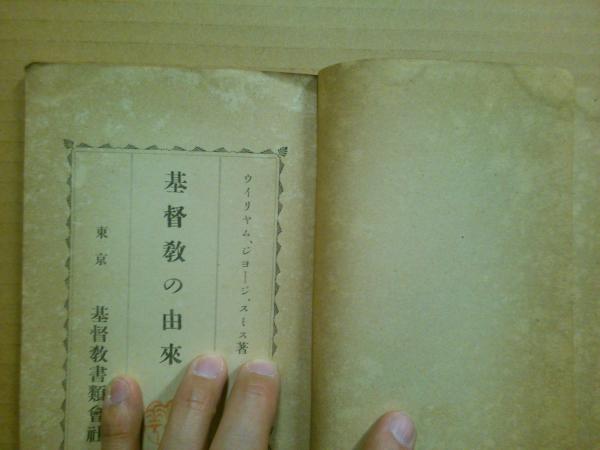 ウイリヤム、ジョージ、スミス著
基督教の由來
東京 基督教書類會社